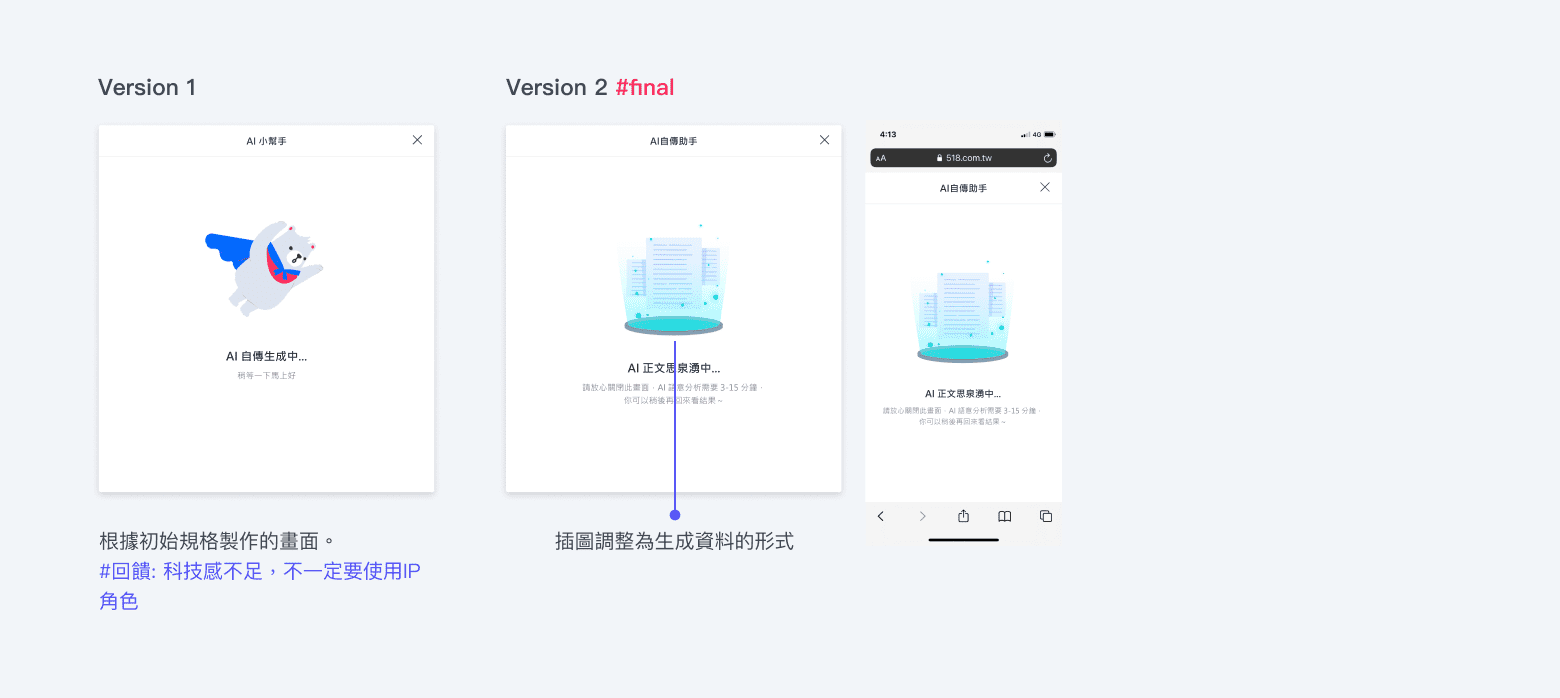 Version 1
AI 小幫手
AI 自傳生成中...
稍等一下馬上好
根據初始規格製作的畫面。
#回饋: 科技感不足，不一定要使用IP
角色
Version 2 #final
AI自傳助手
AI 正文思泉湧中...
請放心關閉此畫面，AI 語意分析需要 3-15 分鐘，
你可以稍後再回來看結果～
插圖調整為生成資料的形式
4:13
4G
AA
518.com.tw
AI自傳助手
AI 正文思泉湧中...
請放心關閉此畫面，AI 語意分析需要 3-15 分鐘，
你可以稍後再回來看結果～